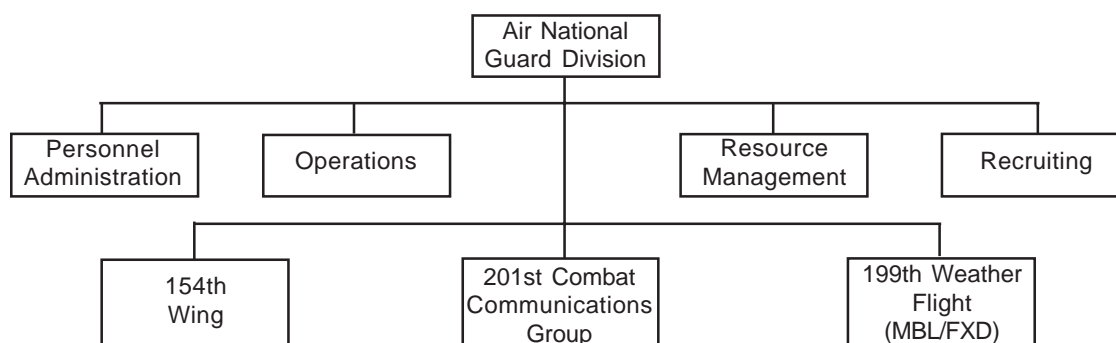 Air National
Guard Division
Personnel
Administration
Operations
Resource
Management
Recruiting
154th
Wing
201st Combat
Communications
Group
199th Weather
Flight
(MBL/FXD)